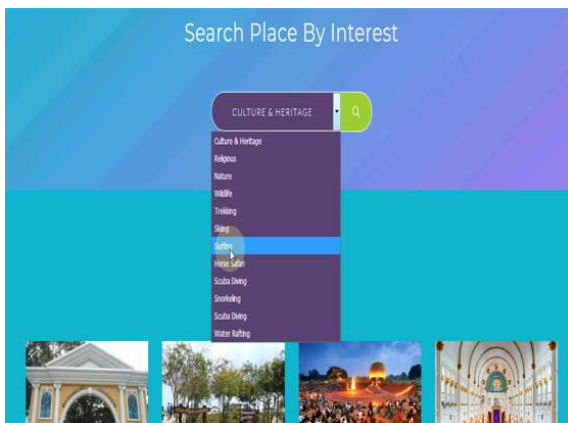 Search Place By Interest
CULTURE & HERITAGE
Culture & Heritage
Religious
Nature
Wildlife
Trekking
Skiing
Surfing
Horse Safari
Scuba Diving
Snorkeling
Scuba Diving
Water Rafting